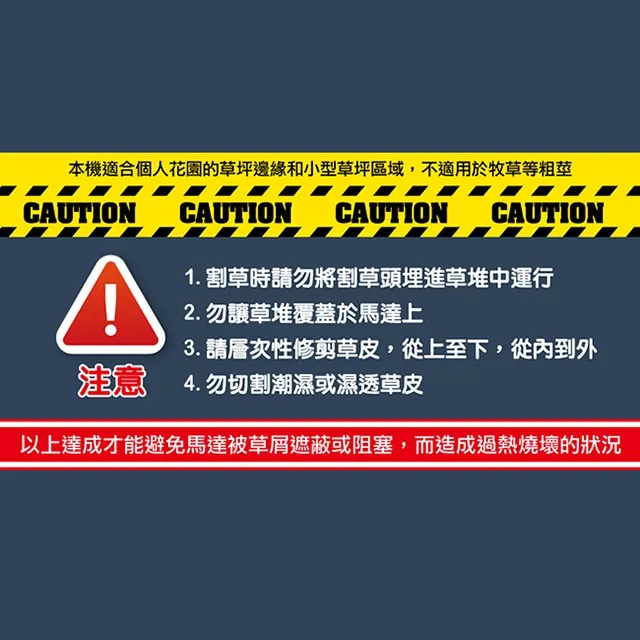 本機適合個人花園的草坪邊緣和小型草坪區域，不適用於牧草等粗莖
CAUTION CAUTION CAUTION CAUTION
1. 割草時請勿將割草頭埋進草堆中運行
2. 勿讓草堆覆蓋於馬達上
3. 請層次性修剪草皮，從上至下，從內到外
4. 勿切割潮濕或濕透草皮
注意
以上達成才能避免馬達被草屑遮蔽或阻塞，而造成過熱燒壞的狀況